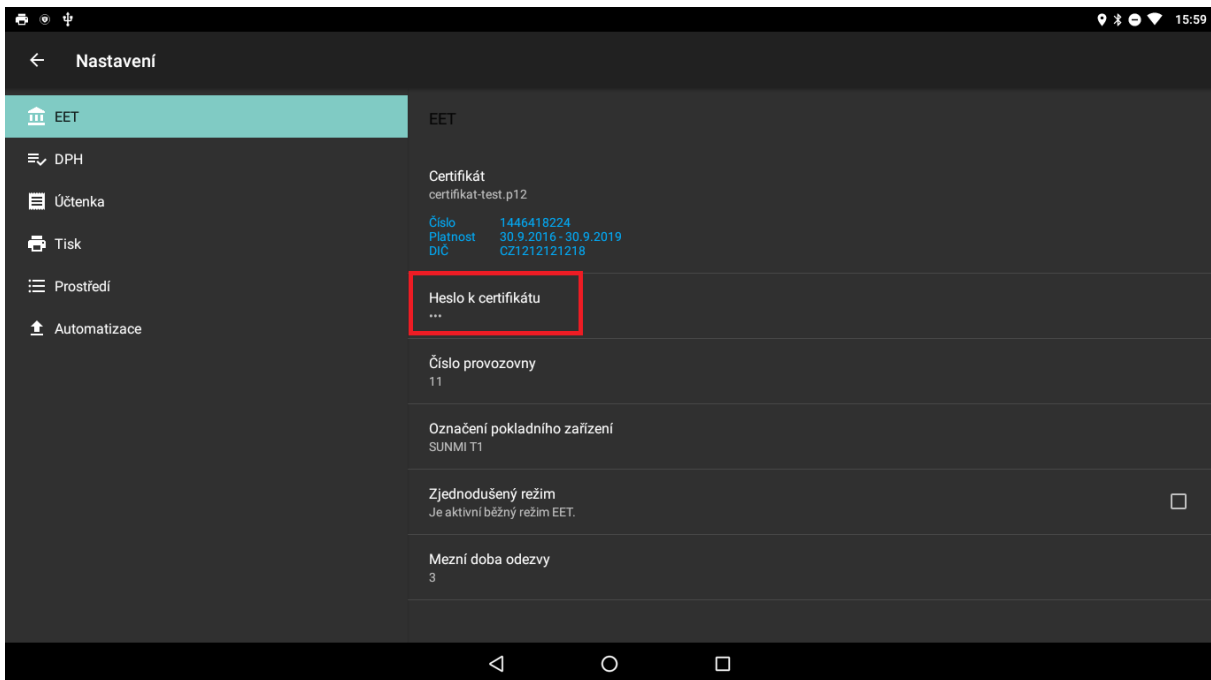 15:59
Nastavení
EET
DPH
Účtenka
Tisk
Prostředí
Automatizace
EET
Certifikát
certifikat-test.p12
Číslo 1446418224
Platnost 30.9.2016 - 30.9.2019
DIČ CZ1212121218
Heslo k certifikátu
•••
Číslo provozovny
11
Označení pokladního zařízení
SUNMI T1
Zjednodušený režim
Je aktivní běžný režim EET.
Mezní doba odezvy
3